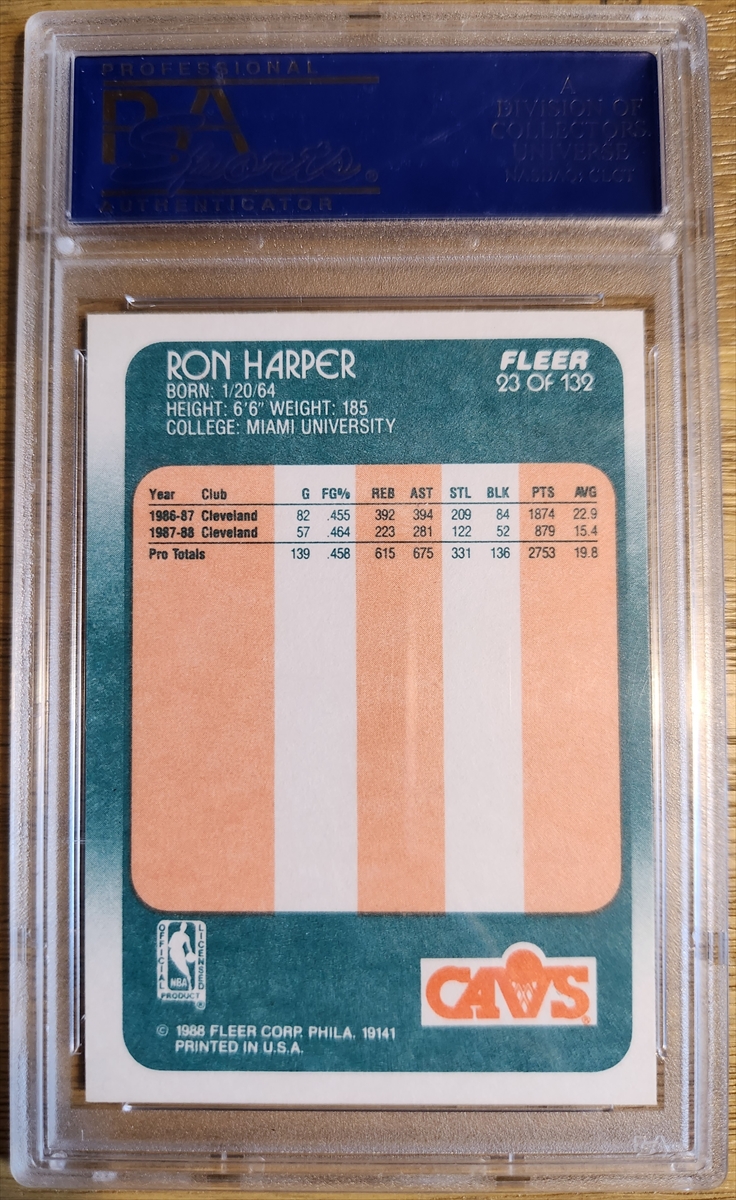 PROFESSIONAL
PSA
Sports®
AUTHENTICATOR
A
DIVISION OF
COLLECTORS
UNIVERSE
NASDAQ: CLCT
RON HARPER
BORN: 1/20/64
HEIGHT: 6'6" WEIGHT: 185
COLLEGE: MIAMI UNIVERSITY
FLEER
23 OF 132
Year Club G FG% REB AST STL BLK PTS AVG
1986-87 Cleveland 82 .455 392 394 209 84 1874 22.9
1987-88 Cleveland 57 .464 223 281 122 52 879 15.4
Pro Totals 139 .458 615 675 331 136 2753 19.8
OFFICIAL
LICENSED
NBA
PRODUCT
®
CAVS
®
© 1988 FLEER CORP. PHILA. 19141
PRINTED IN U.S.A.
PSA